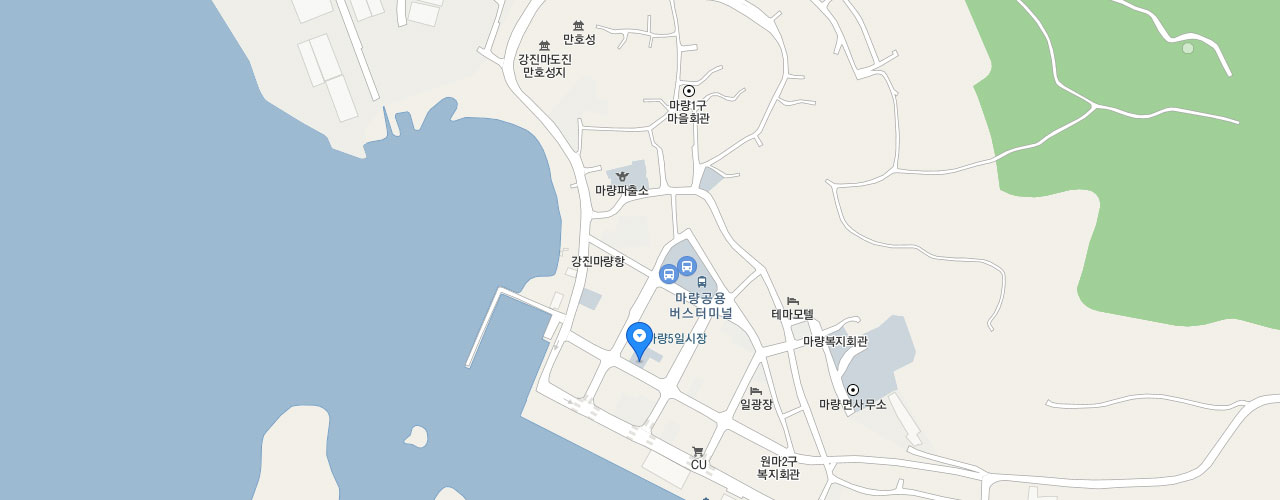 만호성
강진마도진
만호성지
마량1구
마을회관
마량파출소
강진마량항
마량공용
버스터미널
테마모텔
마량5일시장
마량복지회관
일광장
마량면사무소
원마2구
복지회관
CU